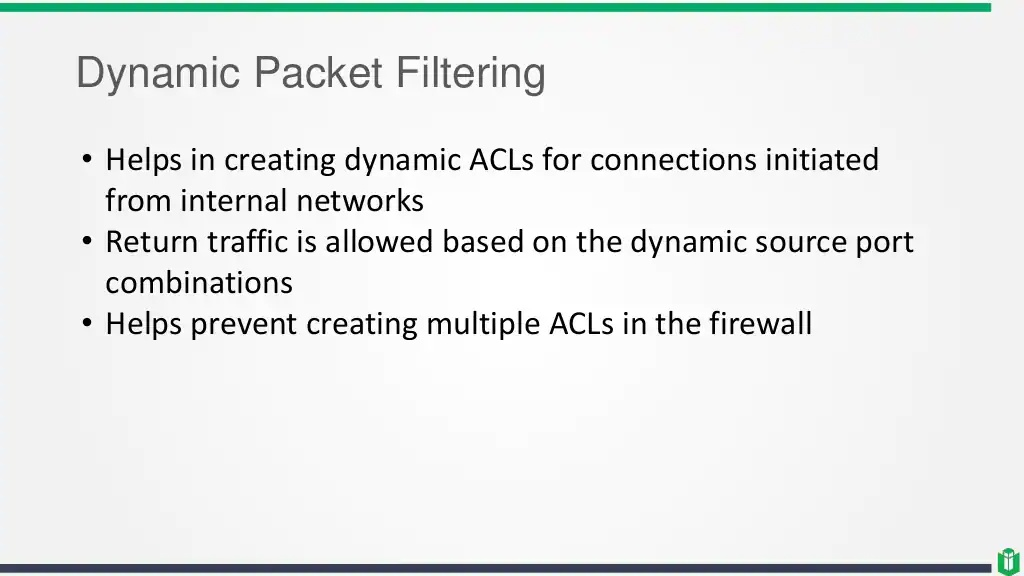 Dynamic Packet Filtering
• Helps in creating dynamic ACLs for connections initiated
from internal networks
• Return traffic is allowed based on the dynamic source port
combinations
• Helps prevent creating multiple ACLs in the firewall